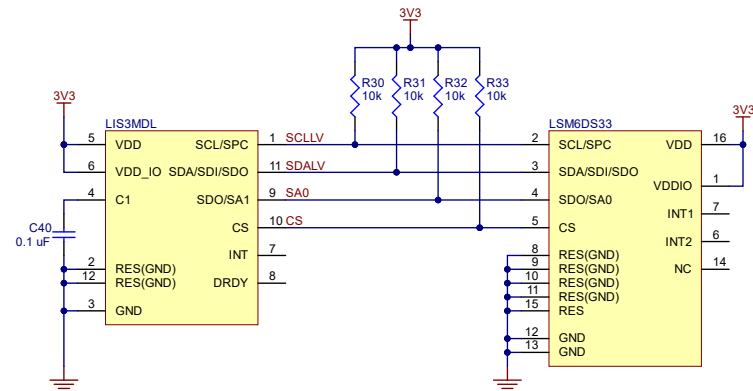 3V3
R30 R31 R32 R33
10k 10k 10k 10k
3V3
LIS3MDL
5 VDD SCL/SPC 1 SCLLV
6 VDD_IO SDA/SDI/SDO 11 SDALV
4 C1 SDO/SA1 9 SA0
CS 10 CS
C40
0.1 uF
INT 7
2 RES(GND)
12 RES(GND) DRDY 8
3 GND
3V3
LSM6DS33
2 SCL/SPC VDD 16
3 SDA/SDI/SDO VDDIO 1
4 SDO/SA0 INT1 7
5 CS INT2 6
8 RES(GND) NC 14
9 RES(GND)
10 RES(GND)
11 RES(GND)
15 RES
12 GND
13 GND